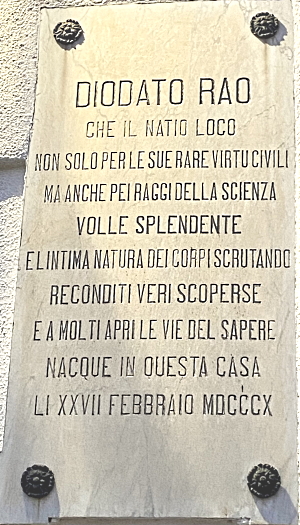 DIODATO RAO
CHE IL NATIO LOCO
NON SOLO PER LE SUE RARE VIRTU CIVILI
MA ANCHE PEI RAGGI DELLA SCIENZA
VOLLE SPLENDENTE
E L'INTIMA NATURA DEI CORPI SCRUTANDO
RECONDITI VERI SCOPERSE
E A MOLTI APRI LE VIE DEL SAPERE
NACQUE IN QUESTA CASA
LI XXVII FEBBRAIO MDCCCX